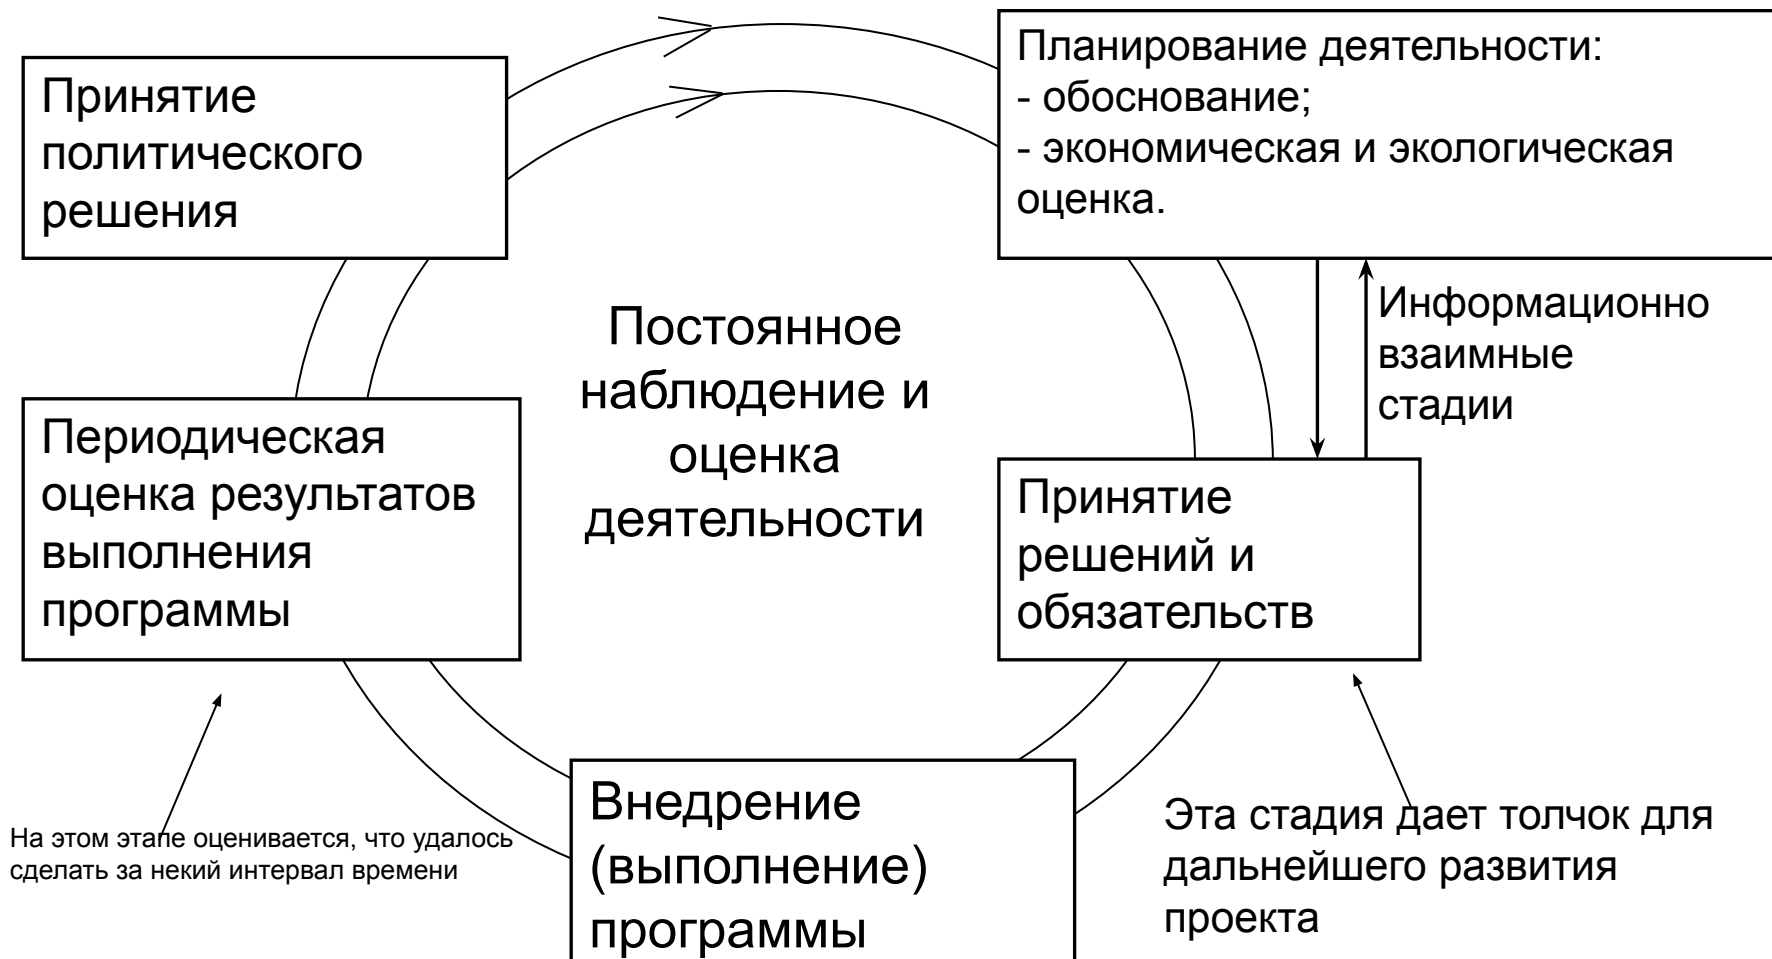 Принятие
политического
решения
Планирование деятельности:
- обоснование;
- экономическая и экологическая
оценка.
Информационно
взаимные
стадии
Постоянное
наблюдение и
оценка
деятельности
Периодическая
оценка результатов
выполнения
программы
Принятие
решений и
обязательств
На этом этапе оценивается, что удалось
сделать за некий интервал времени
Внедрение
(выполнение)
программы
Эта стадия дает толчок для
дальнейшего развития
проекта